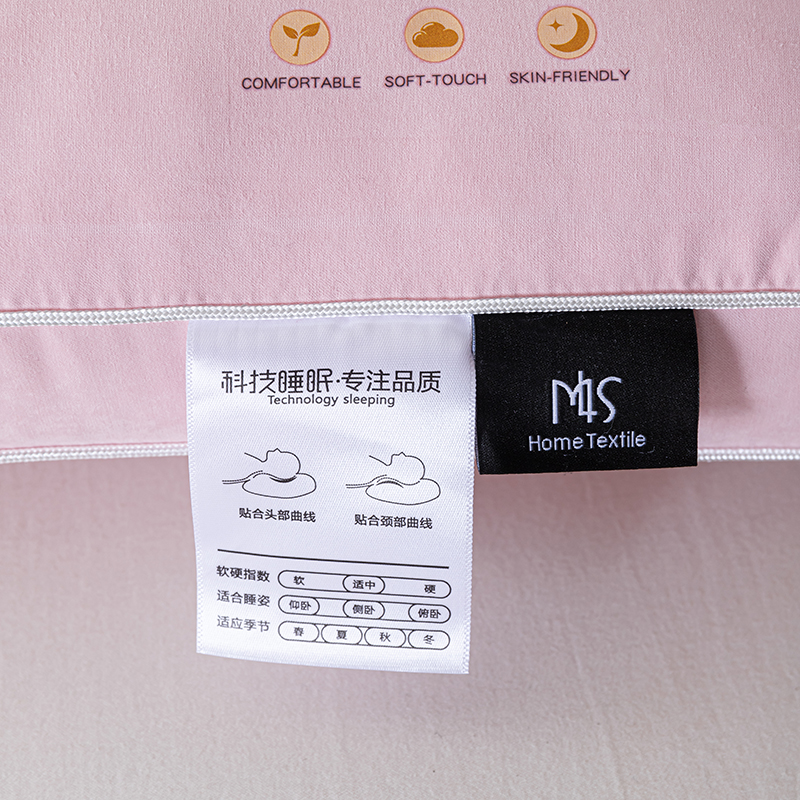 COMFORTABLE SOFT-TOUCH SKIN-FRIENDLY
科技睡眠·专注品质
Technology sleeping
贴合头部曲线 贴合颈部曲线
软硬指数 软 适中 硬
适合睡姿 仰卧 侧卧 俯卧
适应季节 春 夏 秋 冬
M4S
Home Textile